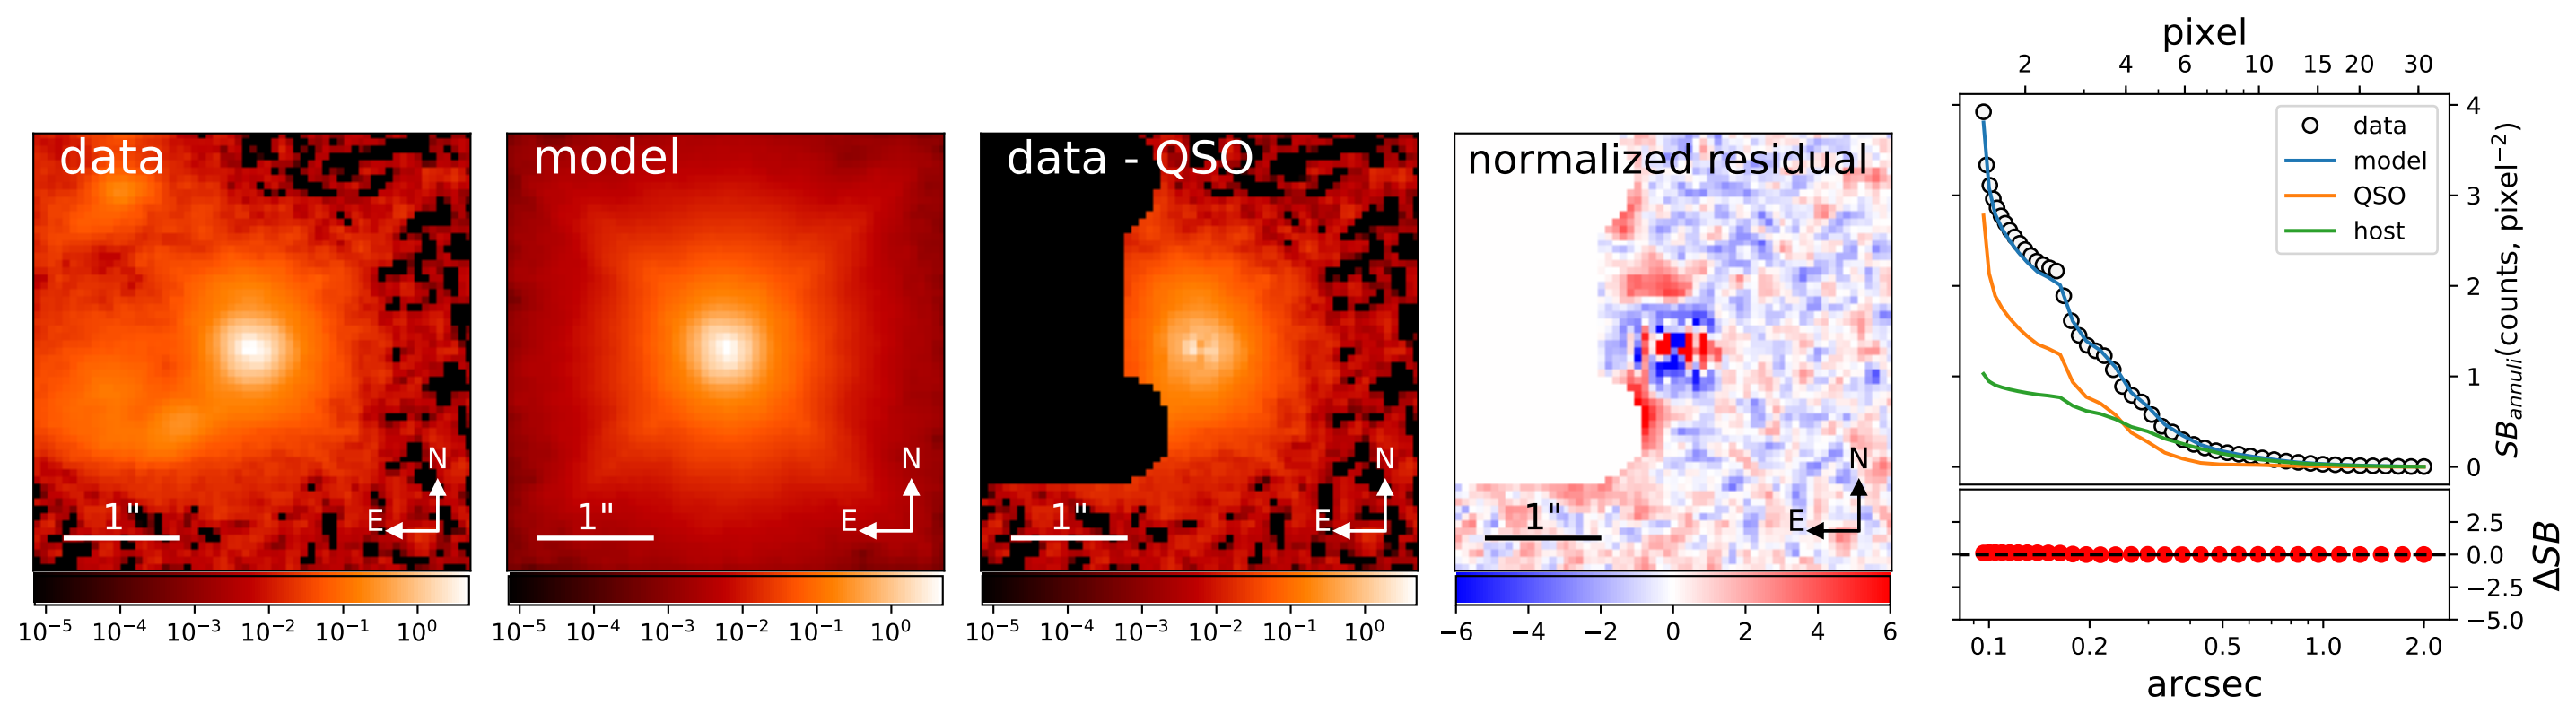 data
N
E
1"
10⁻⁵ 10⁻⁴ 10⁻³ 10⁻² 10⁻¹ 10⁰
model
N
E
1"
10⁻⁵ 10⁻⁴ 10⁻³ 10⁻² 10⁻¹ 10⁰
data - QSO
N
E
1"
10⁻⁵ 10⁻⁴ 10⁻³ 10⁻² 10⁻¹ 10⁰
normalized residual
N
E
1"
−6 −4 −2 0 2 4 6
pixel
2 4 6 10 15 20 30
data
model
QSO
host
4
3
2
1
0
SB_annuli(counts, pixel⁻²)
2.5
0.0
−2.5
−5.0
ΔSB
0.1 0.2 0.5 1.0 2.0
arcsec